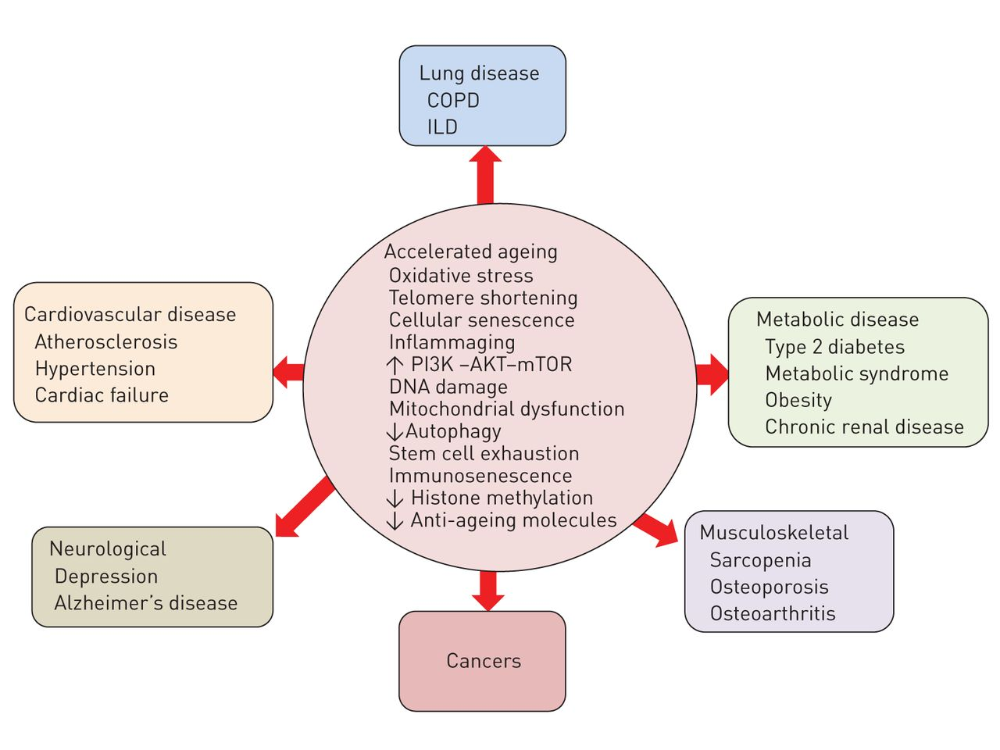 Lung disease
COPD
ILD
Accelerated ageing
Oxidative stress
Telomere shortening
Cellular senescence
Inflammaging
↑ PI3K –AKT–mTOR
DNA damage
Mitochondrial dysfunction
↓Autophagy
Stem cell exhaustion
Immunosenescence
↓ Histone methylation
↓ Anti-ageing molecules
Cardiovascular disease
Atherosclerosis
Hypertension
Cardiac failure
Metabolic disease
Type 2 diabetes
Metabolic syndrome
Obesity
Chronic renal disease
Neurological
Depression
Alzheimer’s disease
Musculoskeletal
Sarcopenia
Osteoporosis
Osteoarthritis
Cancers